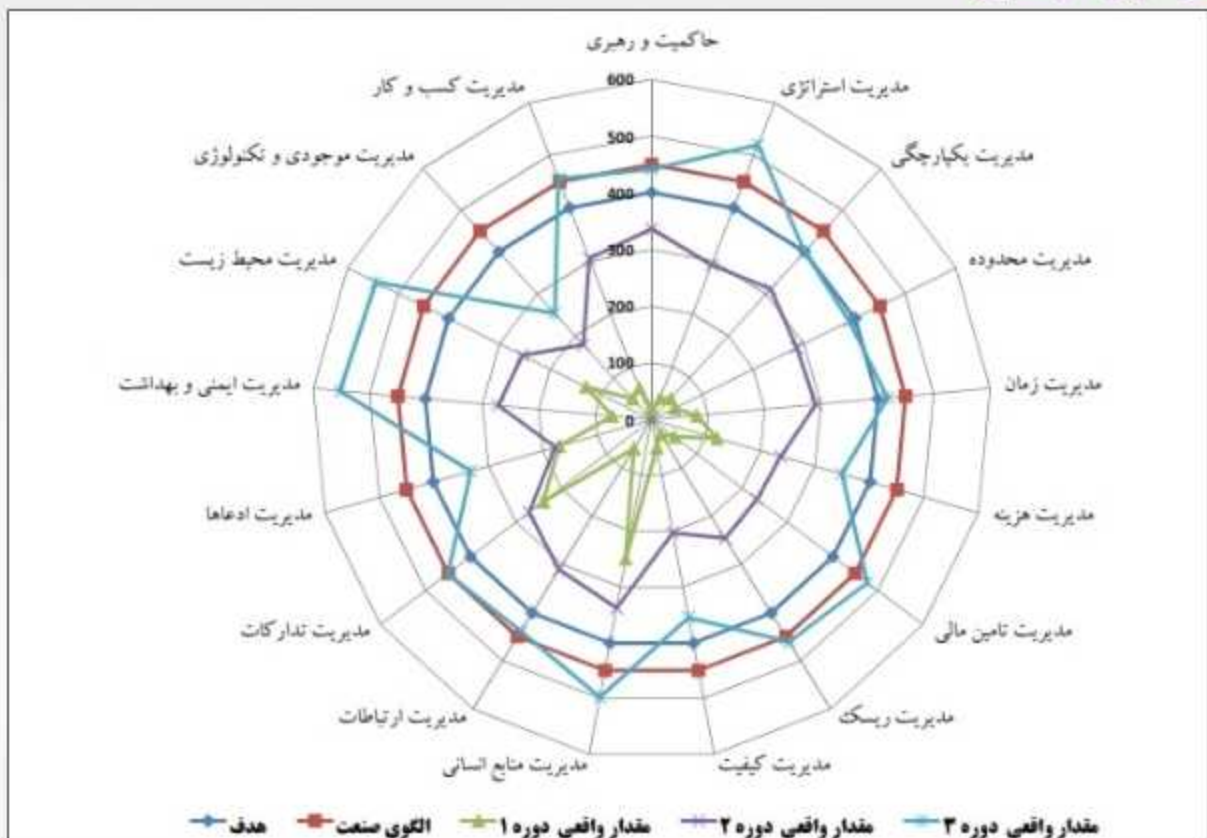 حاکمیت و رهبری
مدیریت استراتژی
مدیریت یکپارچگی
مدیریت محدوده
مدیریت زمان
مدیریت هزینه
مدیریت تامین مالی
مدیریت ریسک
مدیریت کیفیت
مدیریت منابع انسانی
مدیریت ارتباطات
مدیریت تدارکات
مدیریت ادعاها
مدیریت ایمنی و بهداشت
مدیریت محیط زیست
مدیریت موجودی و تکنولوژی
مدیریت کسب و کار
600
500
400
300
200
100
0
هدف
الگوی صنعت
مقدار واقعی دوره ۱
مقدار واقعی دوره ۲
مقدار واقعی دوره ۳